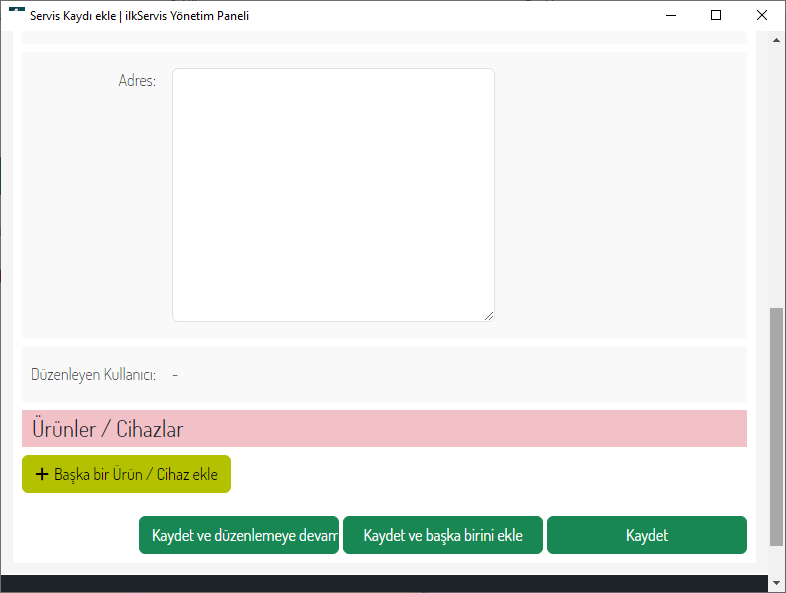 Servis Kaydı ekle | ilkServis Yönetim Paneli
Adres:
Düzenleyen Kullanıcı: -
Ürünler / Cihazlar
+ Başka bir Ürün / Cihaz ekle
Kaydet ve düzenlemeye devam Kaydet ve başka birini ekle Kaydet